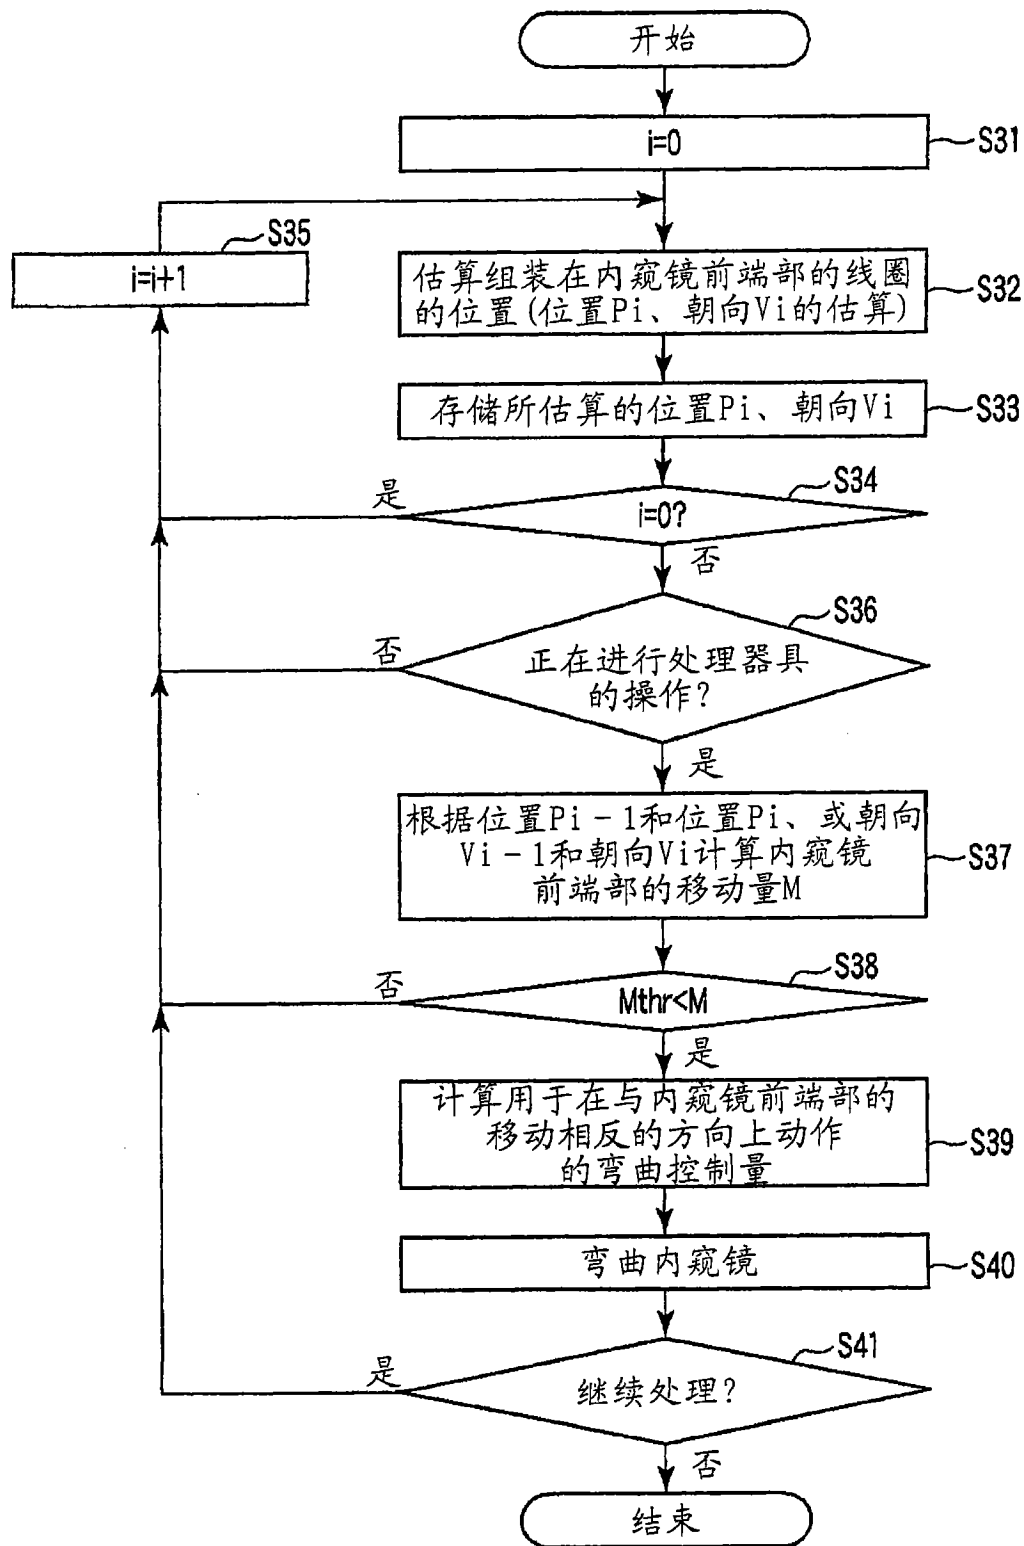 开始
i=0
S31
S35
i=i+1
估算组装在内窥镜前端部的线圈
的位置(位置Pi、朝向Vi的估算)
S32
存储所估算的位置Pi、朝向Vi
S33
S34
是
i=0?
否
S36
否
正在进行处理器具
的操作?
是
根据位置Pi-1和位置Pi、或朝向
Vi-1和朝向Vi计算内窥镜
前端部的移动量M
S37
S38
否
Mthr<M
是
计算用于在与内窥镜前端部的
移动相反的方向上动作
的弯曲控制量
S39
弯曲内窥镜
S40
S41
是
继续处理?
否
结束